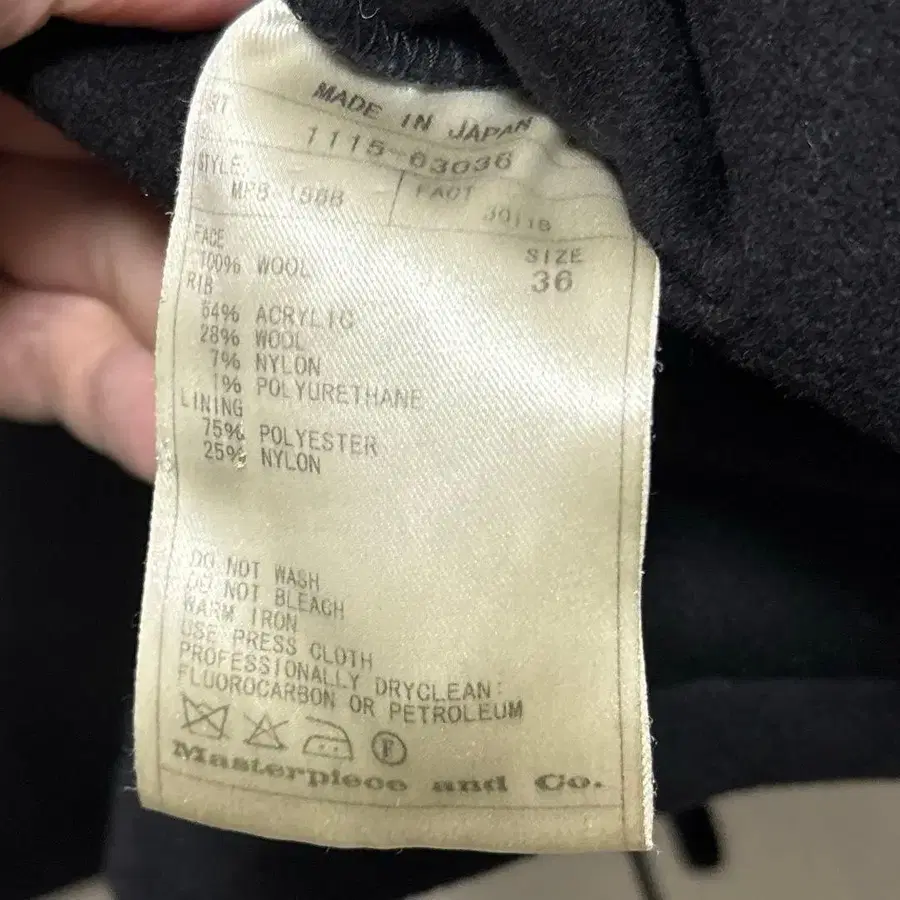 MADE IN JAPAN
1115-63036
STYLE
FACT
30118
FACE
SIZE
100% WOOL
36
RIB
64% ACRYLIC
28% WOOL
7% NYLON
1% POLYURETHANE
LINING
75% POLYESTER
25% NYLON
DO NOT WASH
DO NOT BLEACH
WARM IRON
USE PRESS CLOTH
PROFESSIONALLY DRYCLEAN:
FLUOROCARBON OR PETROLEUM
F
Masterpiece and Co.